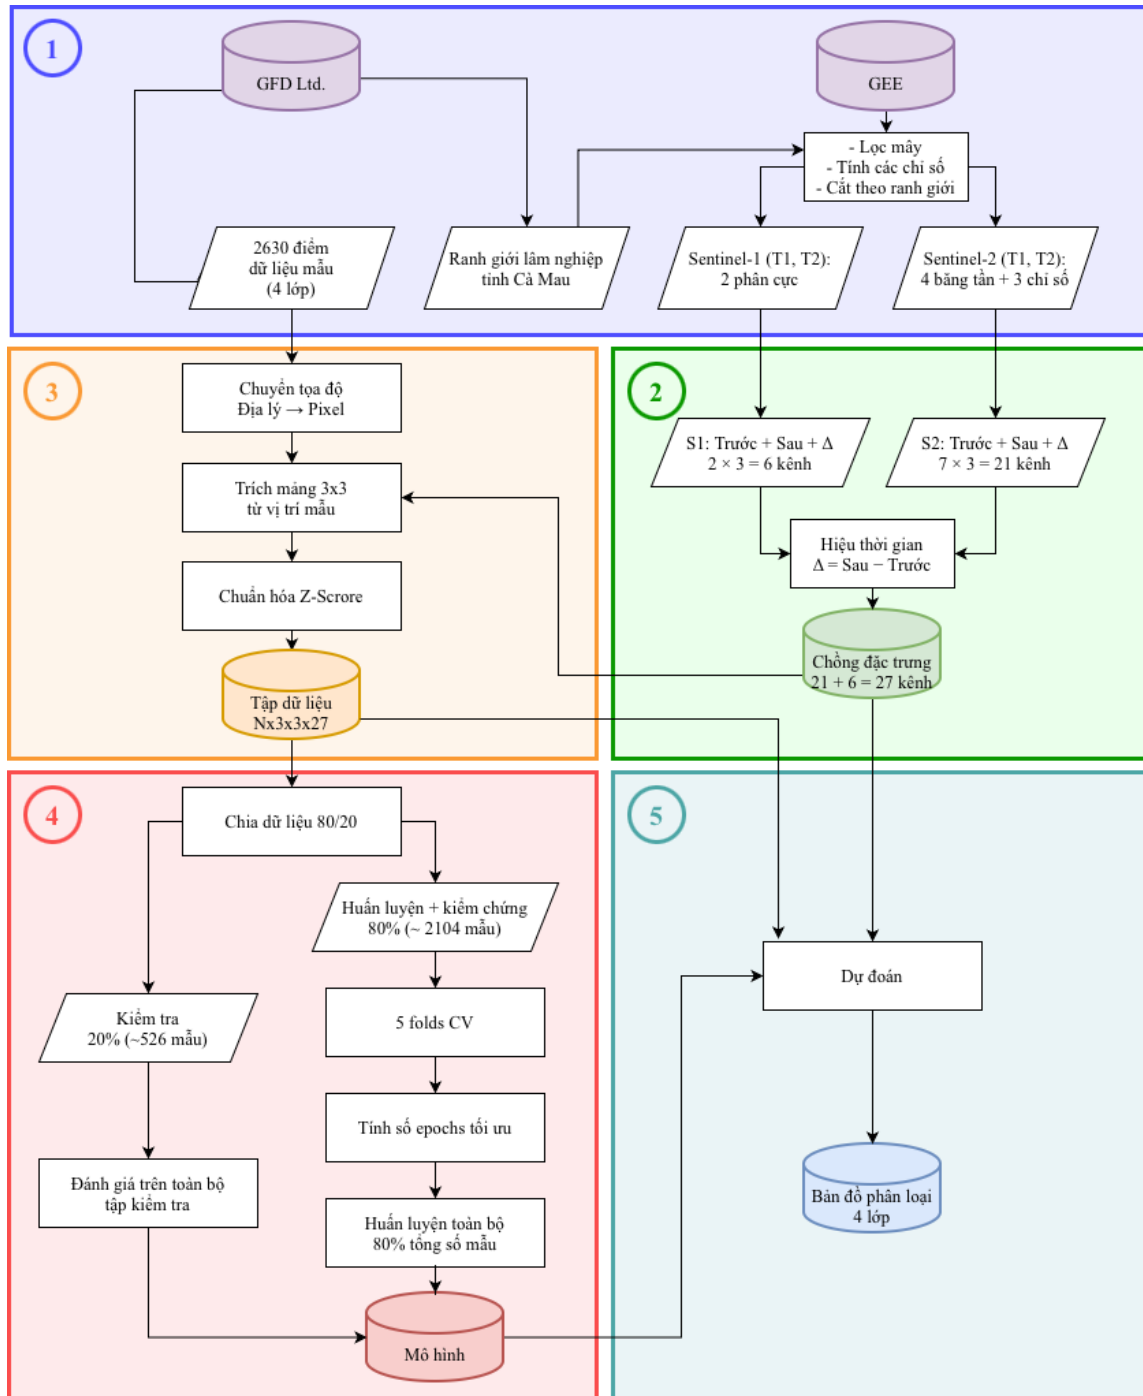 1
GFD Ltd.
GEE
- Lọc mây
- Tính các chỉ số
- Cắt theo ranh giới
2630 điểm
dữ liệu mẫu
(4 lớp)
Ranh giới lâm nghiệp
tỉnh Cà Mau
Sentinel-1 (T1, T2):
2 phân cực
Sentinel-2 (T1, T2):
4 băng tần + 3 chỉ số
3
Chuyển tọa độ
Địa lý → Pixel
Trích mảng 3x3
từ vị trí mẫu
Chuẩn hóa Z-Scrore
Tập dữ liệu
Nx3x3x27
2
S1: Trước + Sau + Δ
2 × 3 = 6 kênh
S2: Trước + Sau + Δ
7 × 3 = 21 kênh
Hiệu thời gian
Δ = Sau − Trước
Chồng đặc trưng
21 + 6 = 27 kênh
4
Chia dữ liệu 80/20
Huấn luyện + kiểm chứng
80% (~ 2104 mẫu)
Kiểm tra
20% (~526 mẫu)
5 folds CV
Tính số epochs tối ưu
Đánh giá trên toàn bộ
tập kiểm tra
Huấn luyện toàn bộ
80% tổng số mẫu
Mô hình
5
Dự đoán
Bản đồ phân loại
4 lớp